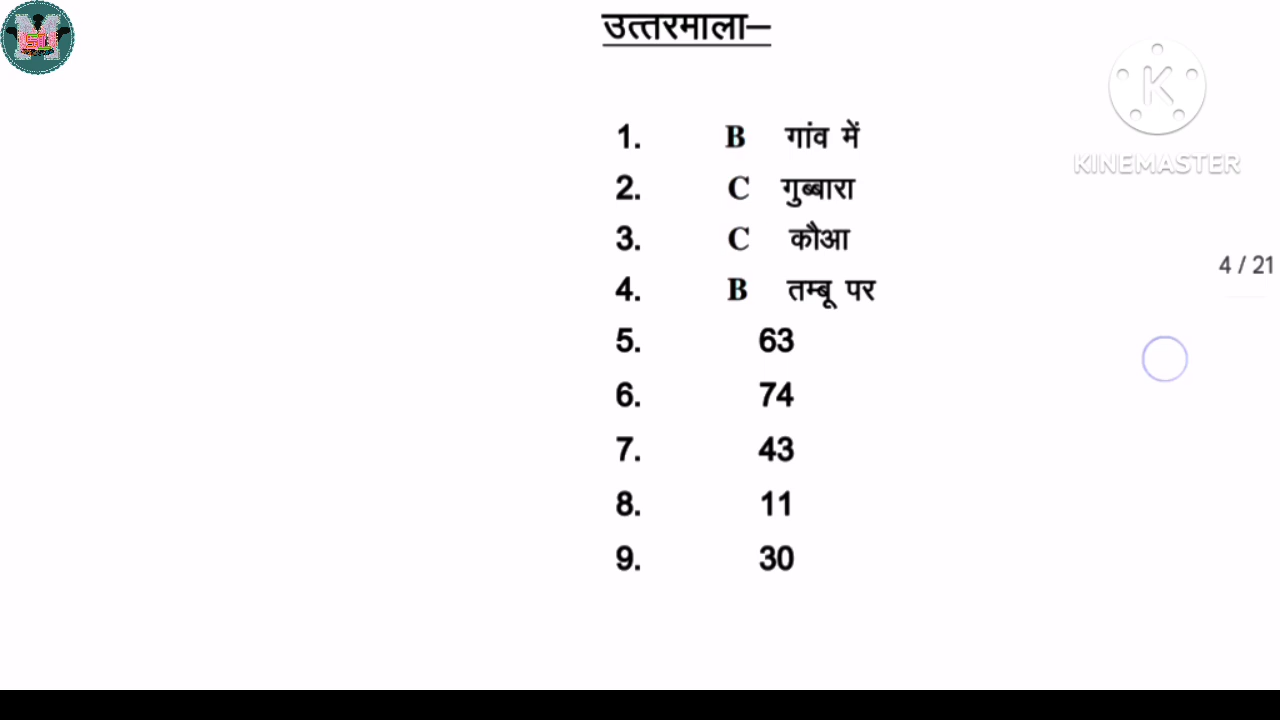 उत्तरमाला–
1. B गांव में
2. C गुब्बारा
3. C कौआ
4. B तम्बू पर
5. 63
6. 74
7. 43
8. 11
9. 30
K
KINEMASTER
4 / 21